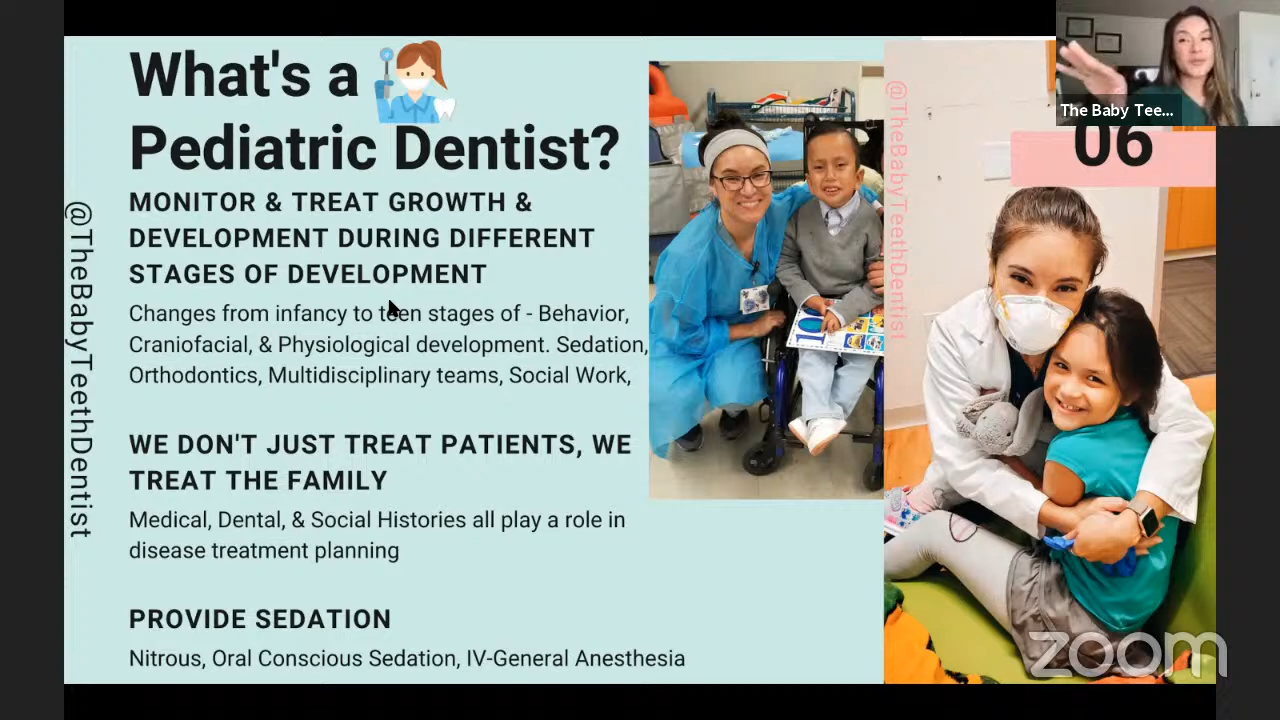 What's a
Pediatric Dentist?
MONITOR & TREAT GROWTH &
DEVELOPMENT DURING DIFFERENT
STAGES OF DEVELOPMENT
Changes from infancy to teen stages of - Behavior,
Craniofacial, & Physiological development. Sedation,
Orthodontics, Multidisciplinary teams, Social Work,
WE DON'T JUST TREAT PATIENTS, WE
TREAT THE FAMILY
Medical, Dental, & Social Histories all play a role in
disease treatment planning
PROVIDE SEDATION
Nitrous, Oral Conscious Sedation, IV-General Anesthesia
@TheBabyTeethDentist
@TheBabyTeethDentist
The Baby Tee...
06
zoom